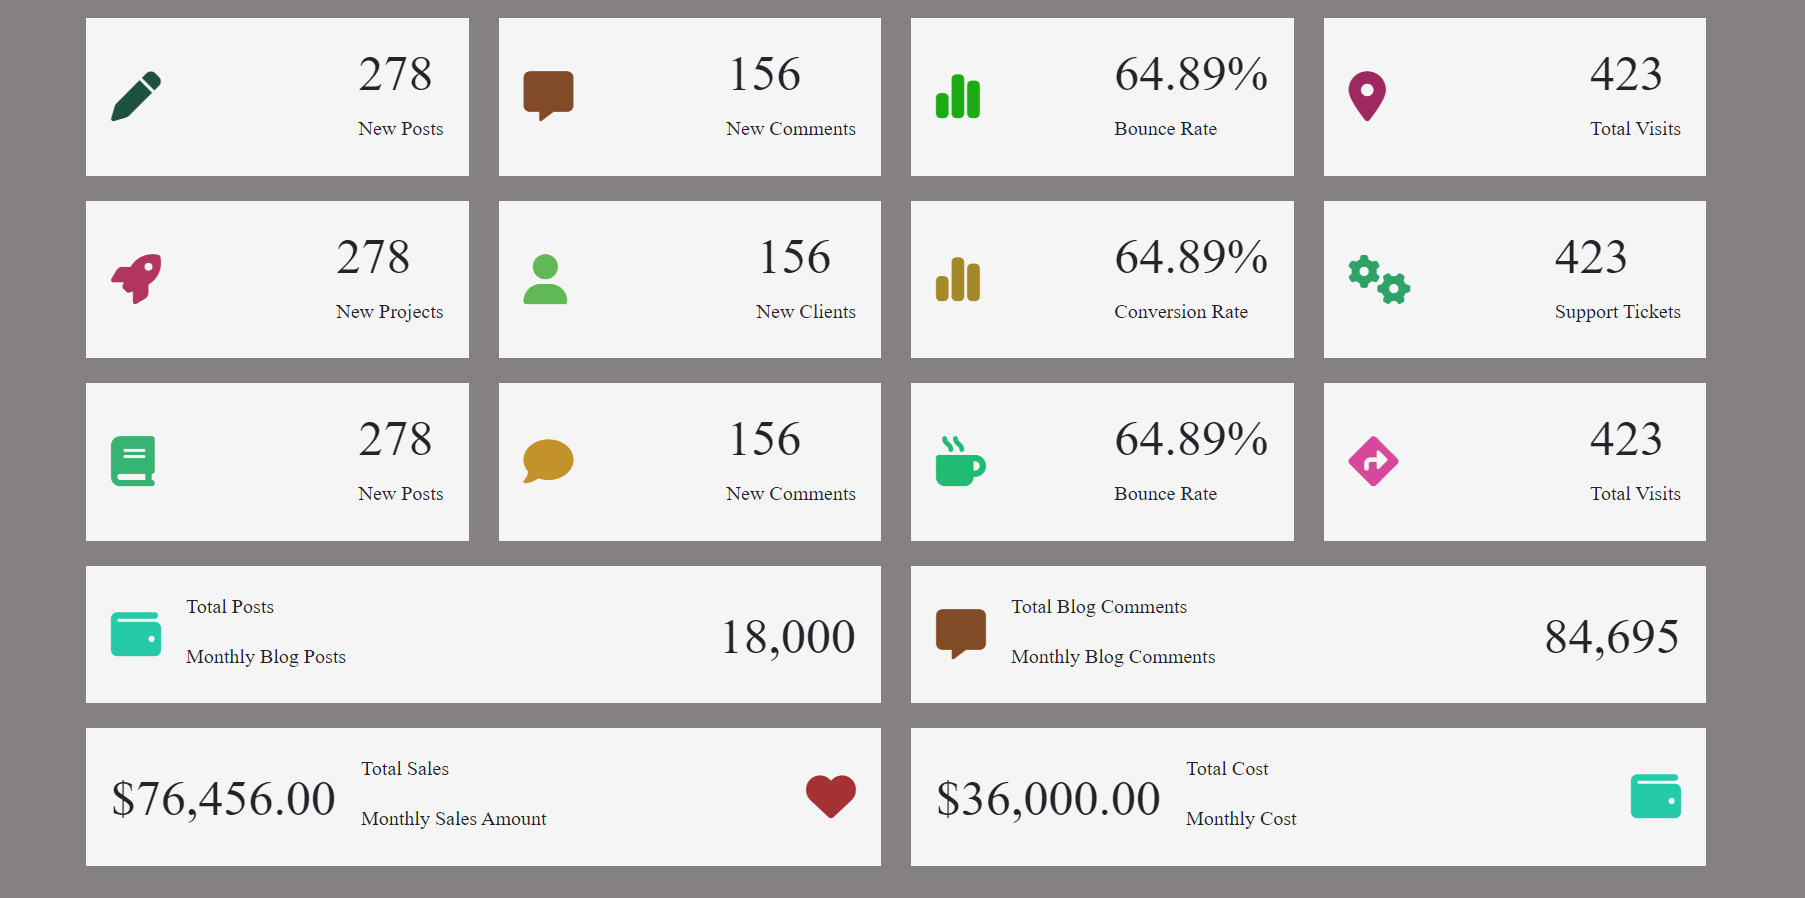 278
New Posts
156
New Comments
64.89%
Bounce Rate
423
Total Visits
278
New Projects
156
New Clients
64.89%
Conversion Rate
423
Support Tickets
278
New Posts
156
New Comments
64.89%
Bounce Rate
423
Total Visits
Total Posts
Monthly Blog Posts
18,000
Total Blog Comments
Monthly Blog Comments
84,695
$76,456.00
Total Sales
Monthly Sales Amount
$36,000.00
Total Cost
Monthly Cost